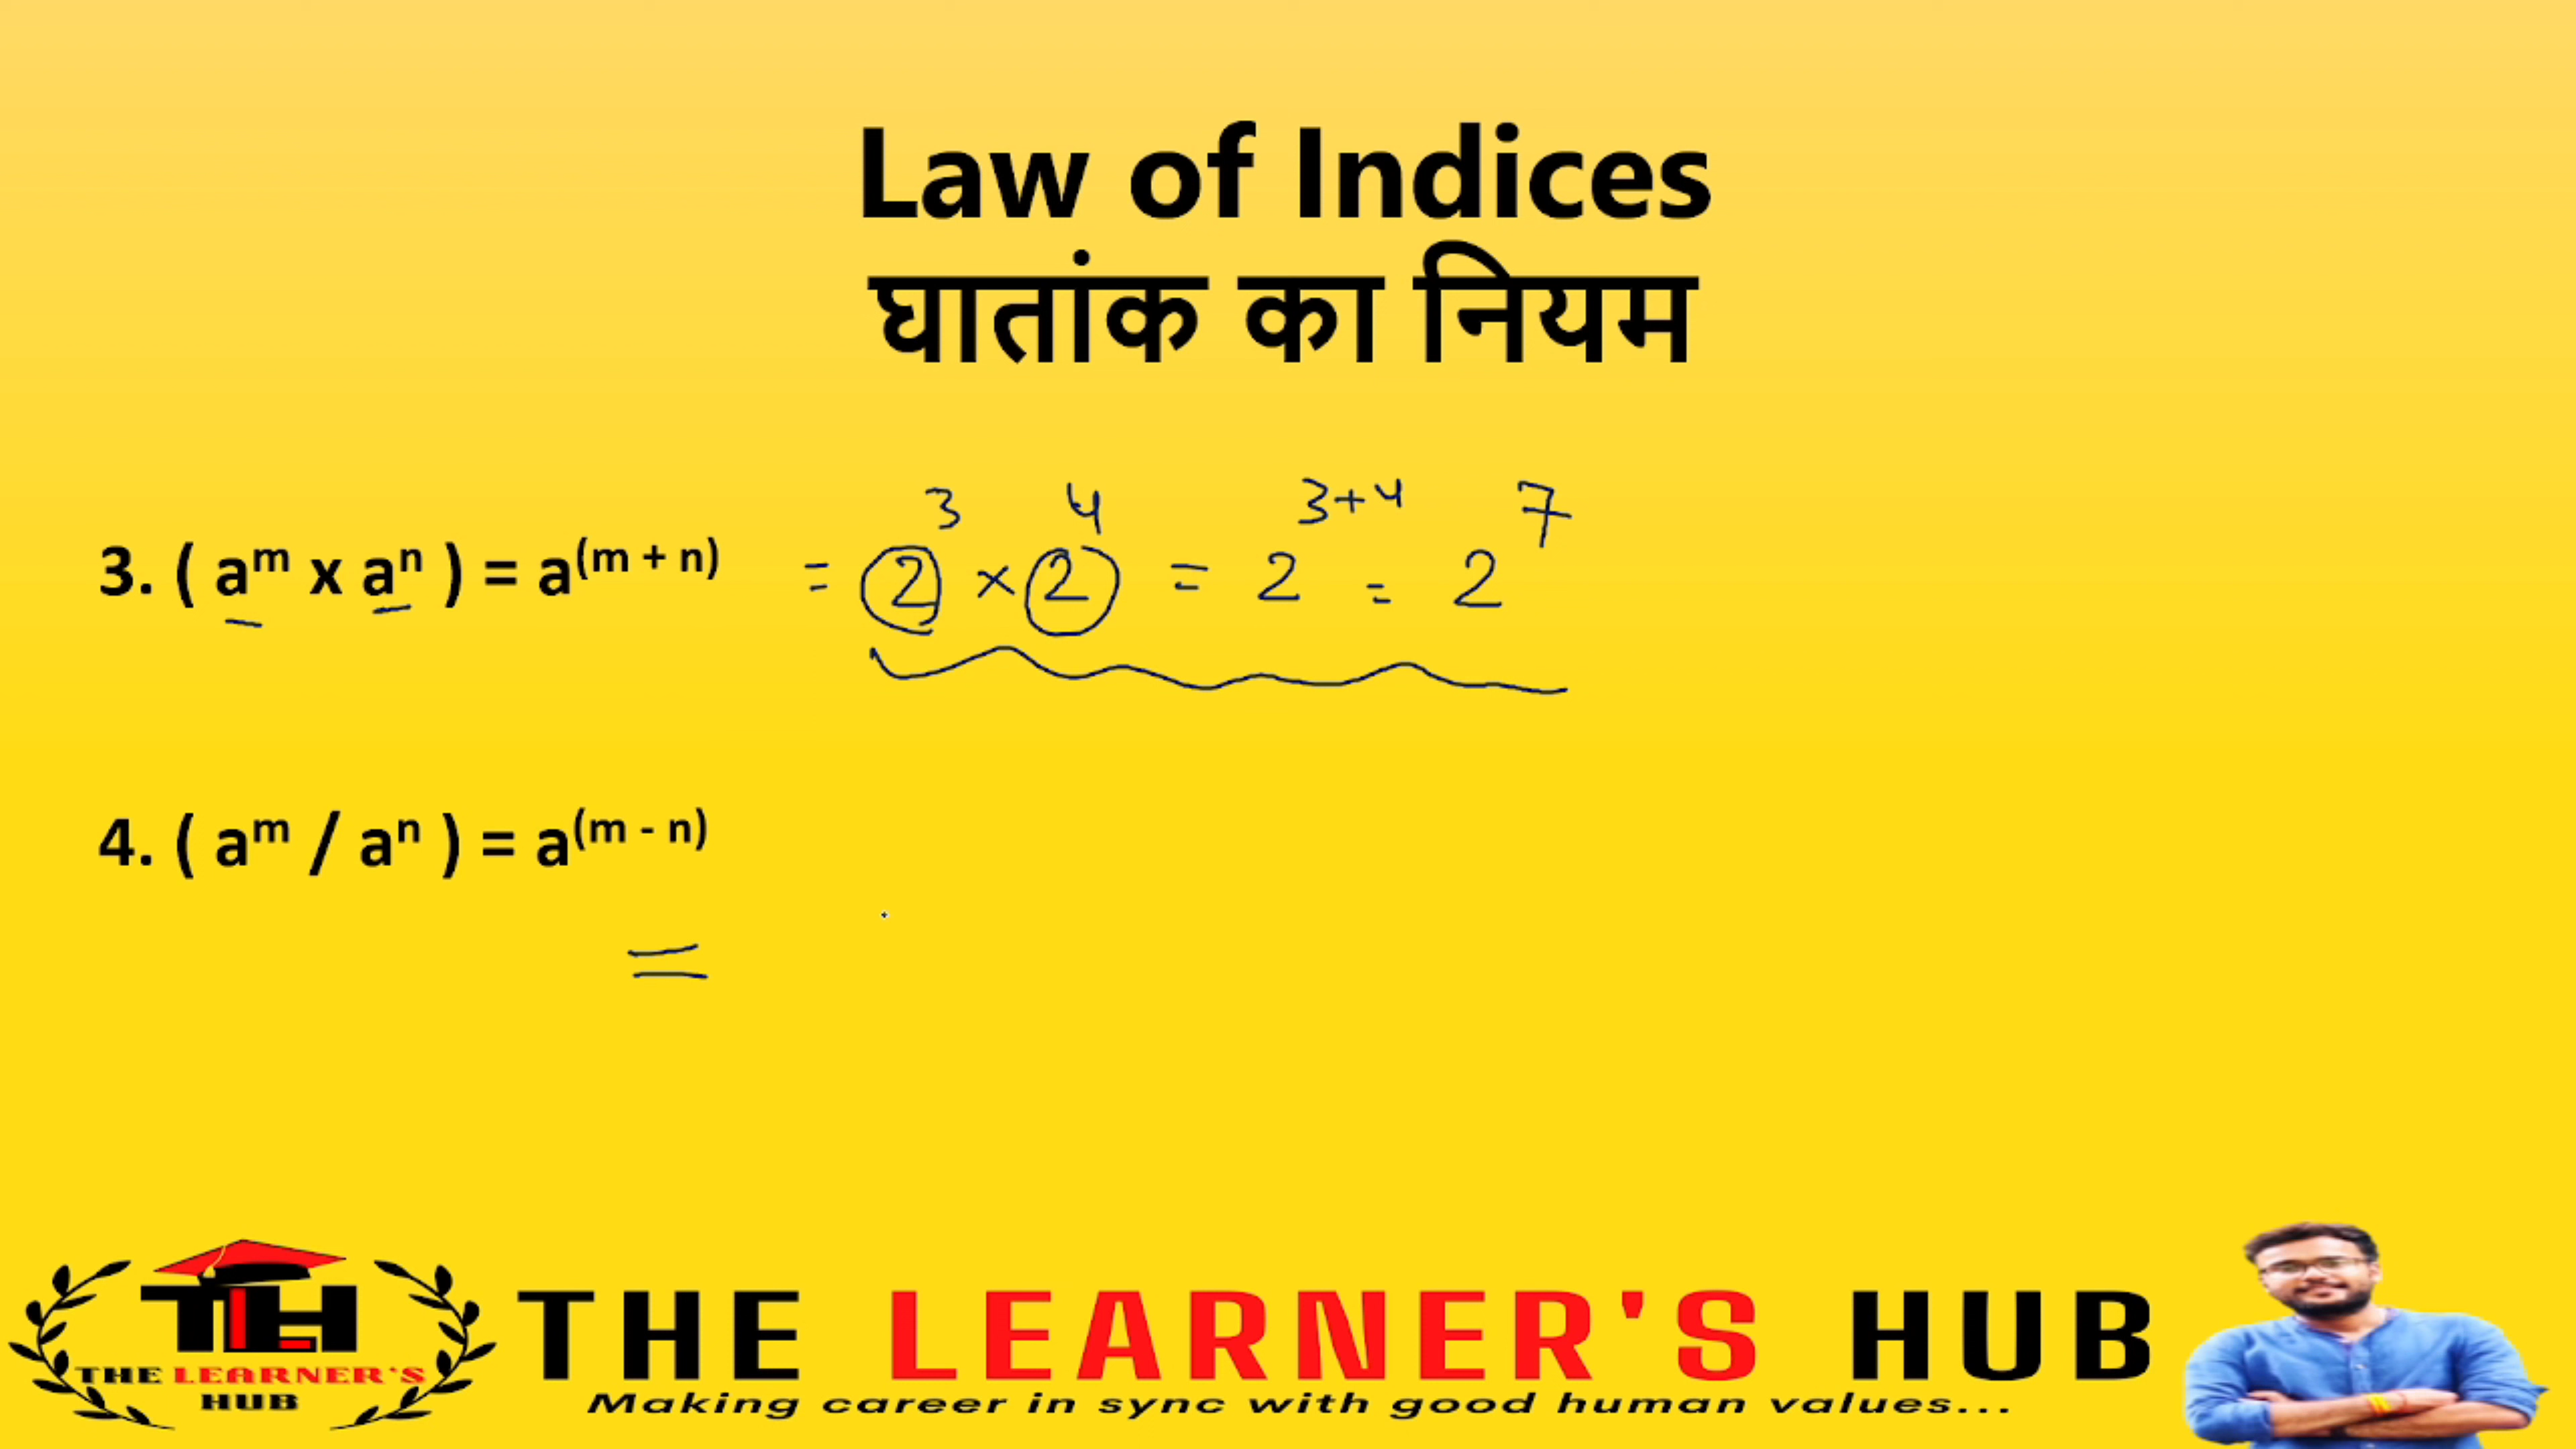 Law of Indices
घातांक का नियम
3. ( aᵐ x aⁿ ) = a⁽ᵐ ⁺ ⁿ⁾ = 2³ × 2⁴ = 2³⁺⁴ = 2⁷
4. ( aᵐ / aⁿ ) = a⁽ᵐ ⁻ ⁿ⁾
=
TLH
THE LEARNER'S
HUB
THE LEARNER'S HUB
Making career in sync with good human values...